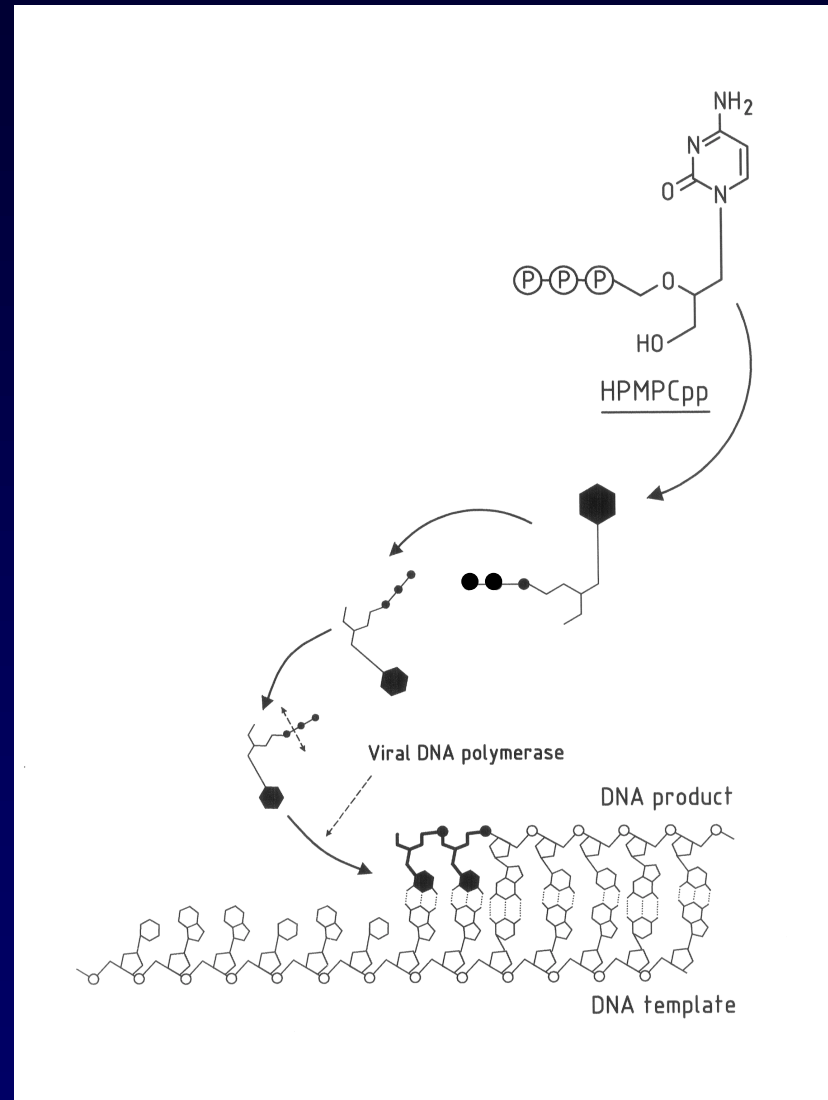 NH2
N
O
N
P P P
O
HO
HPMPCpp
Viral DNA polymerase
DNA product
DNA template